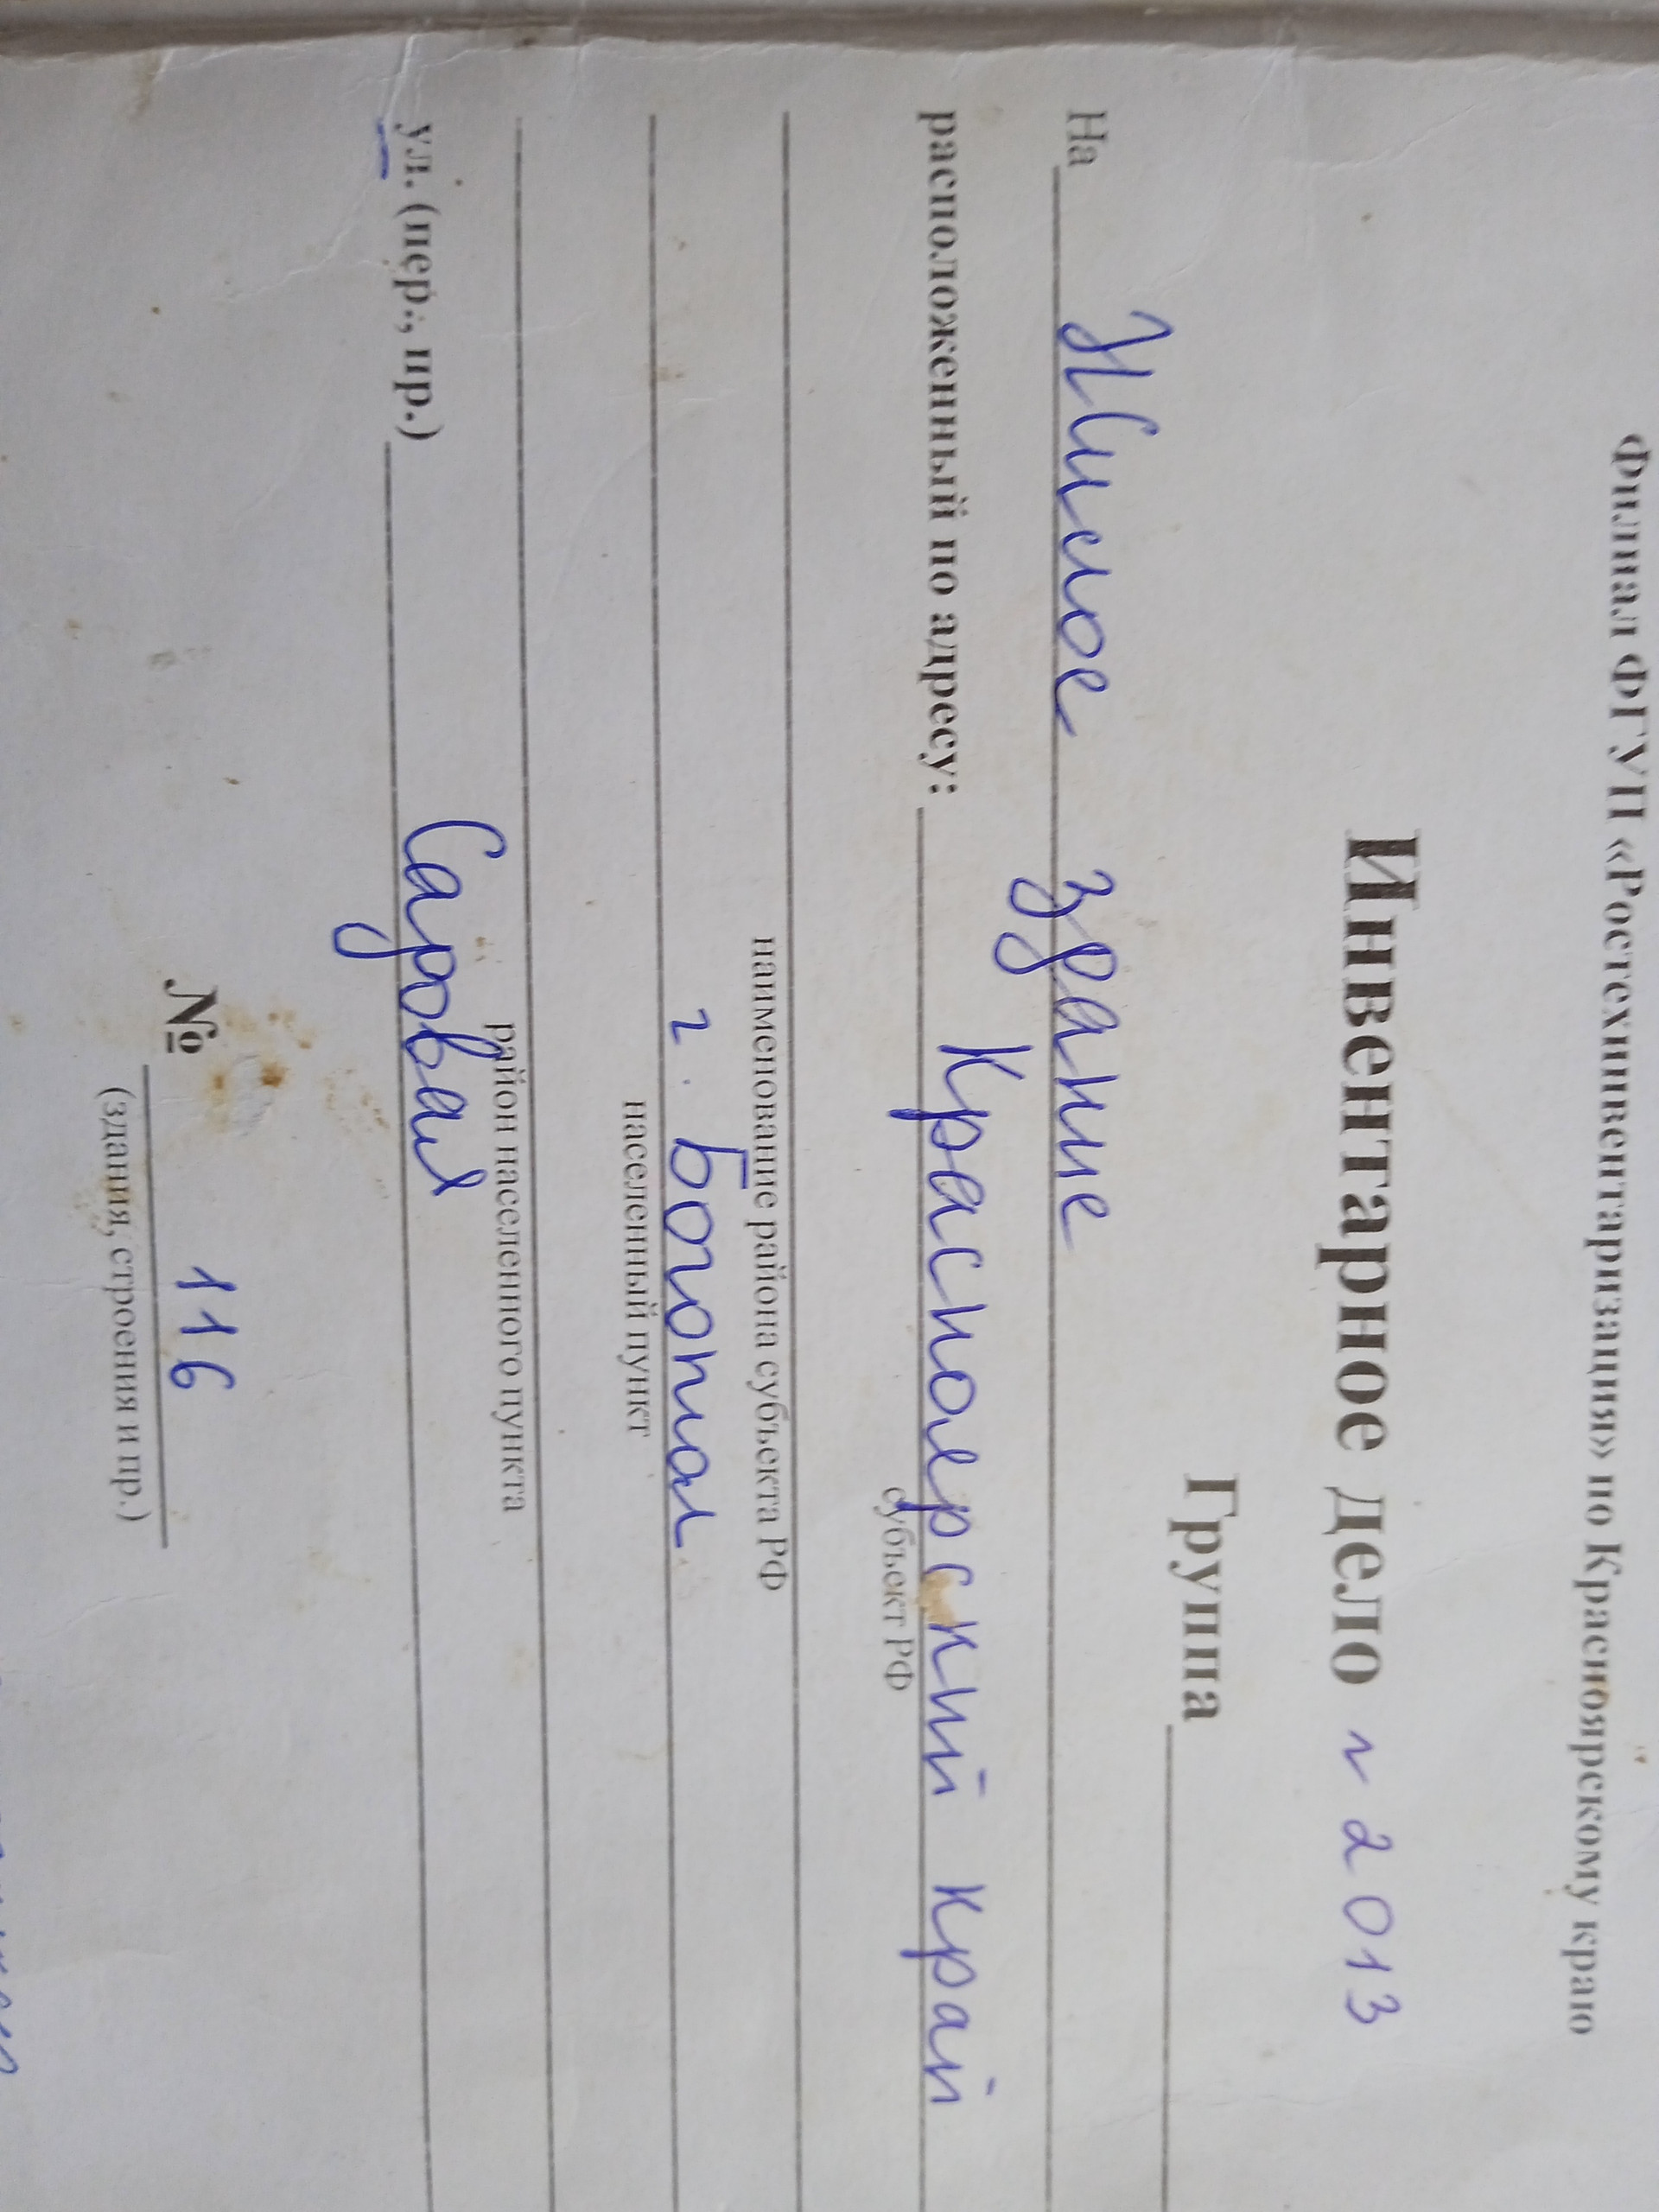 Филиал ФГУП «Ростехинвентаризация» по Красноярскому краю
Инвентарное дело № 2013
Группа
На Жилое здание
расположенный по адресу: Красноярский край
субъект РФ
наименование района субъекта РФ
г. Боготол
населенный пункт
район населенного пункта
ул. (пер., пр.) Садовая
№ 116
(здания, строения и пр.)